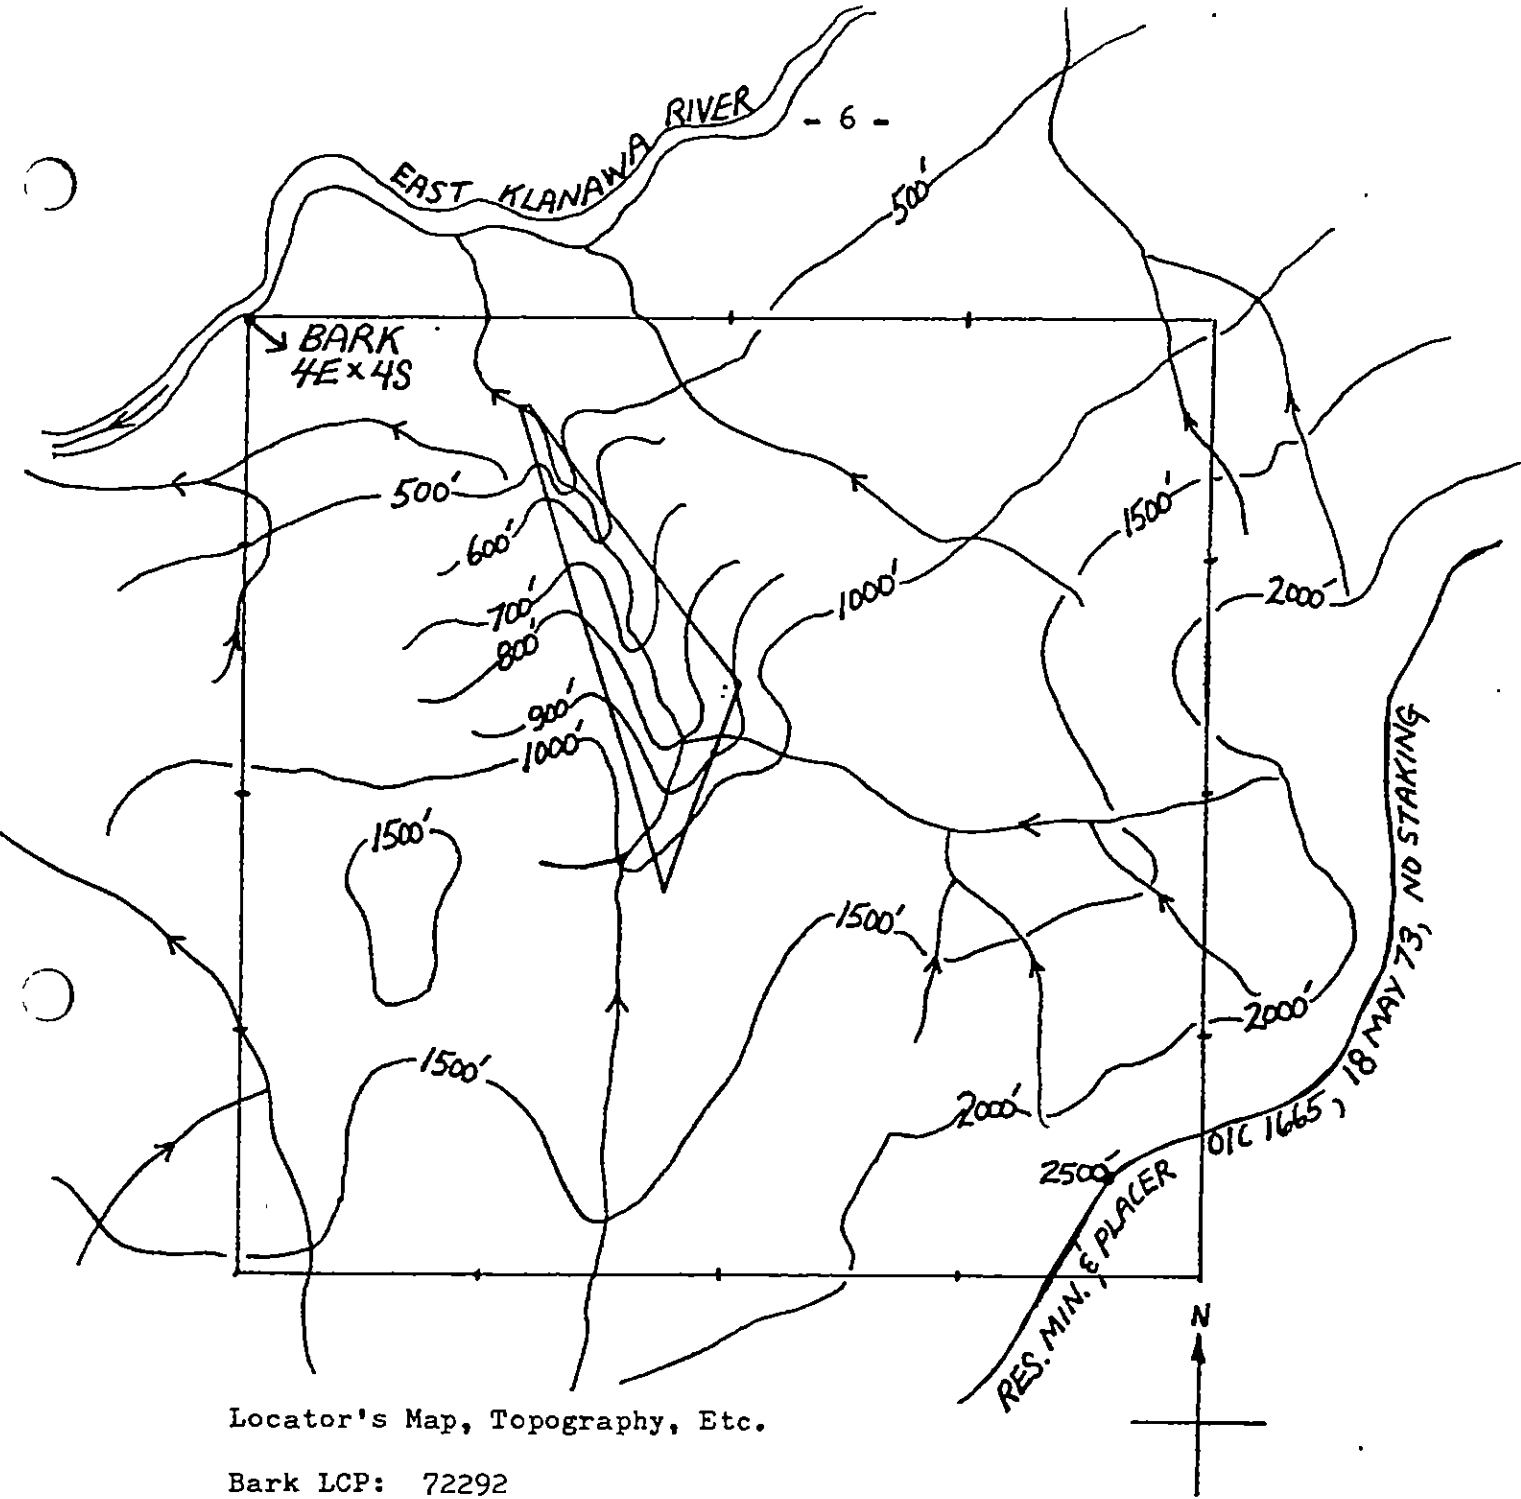 - 6 -
EAST KLANAWA RIVER
500'
BARK
4E x 4S
500'
600'
1500'
1000'
2000'
700'
800'
900'
1000'
1500'
1500'
2000'
1500'
2000'
2500'
RES. MIN. & PLACER
O/C 1665, 18 MAY 73, NO STAKING
N
Locator's Map, Topography, Etc.
Bark LCP: 72292